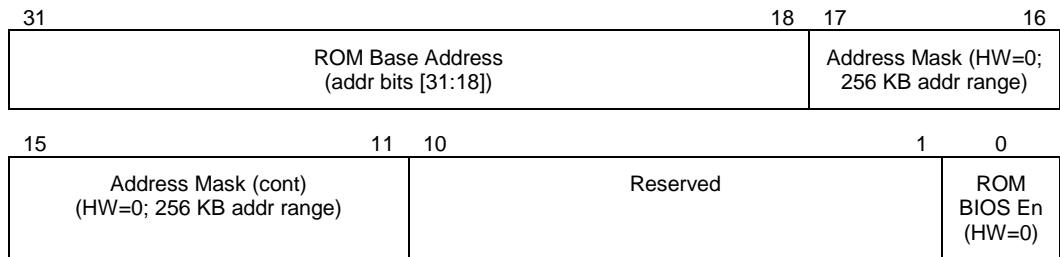 31 18 17 16
ROM Base Address
(addr bits [31:18])
Address Mask (HW=0;
256 KB addr range)
15 11 10 1 0
Address Mask (cont)
(HW=0; 256 KB addr range)
Reserved
ROM
BIOS En
(HW=0)